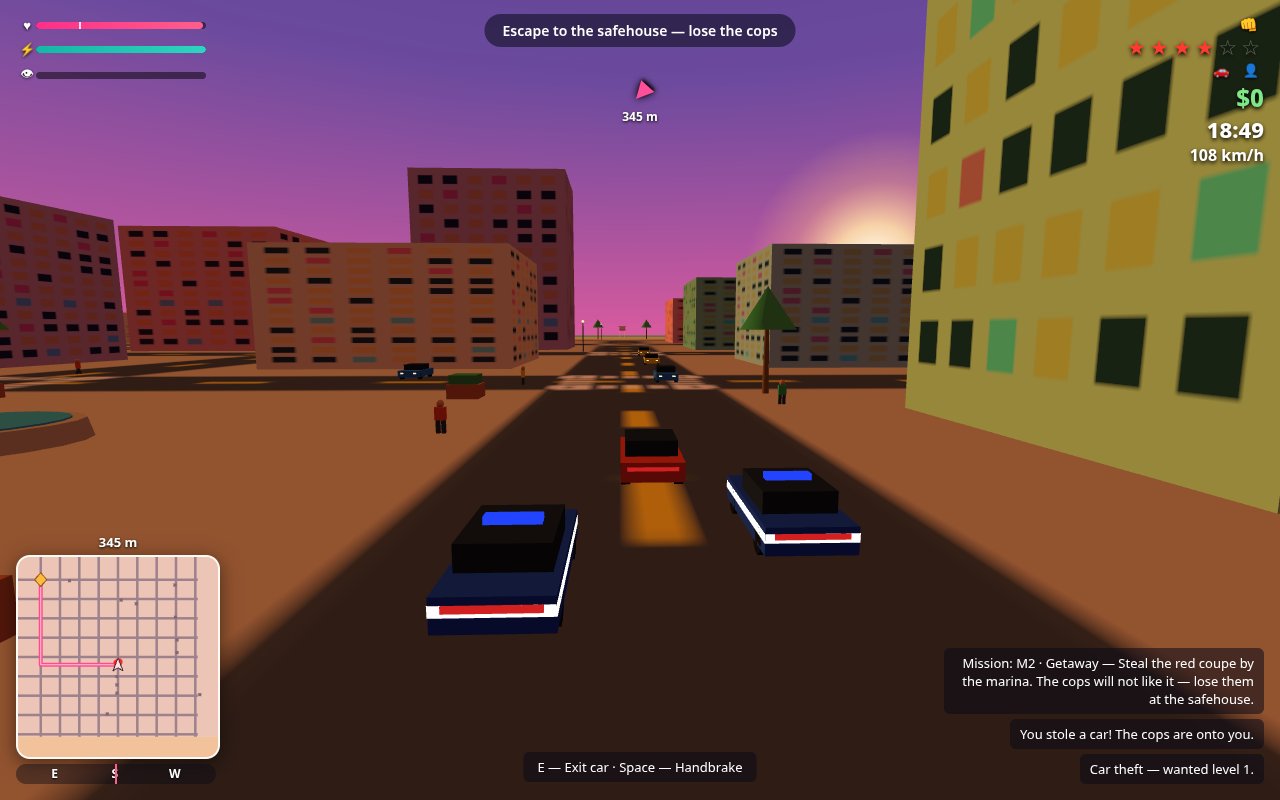 Escape to the safehouse — lose the cops
345 m
$0
18:49
108 km/h
345 m
E S W
E — Exit car · Space — Handbrake
Mission: M2 · Getaway — Steal the red coupe by
the marina. The cops will not like it — lose them
at the safehouse.
You stole a car! The cops are onto you.
Car theft — wanted level 1.